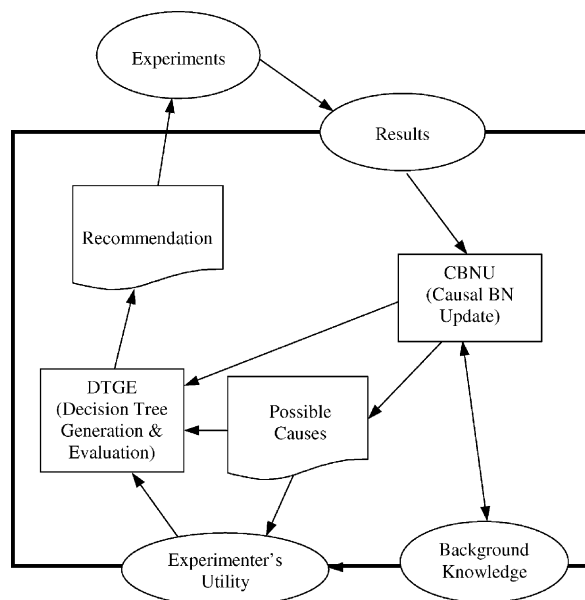 Experiments
Results
Recommendation
CBNU
(Causal BN
Update)
DTGE
(Decision Tree
Generation &
Evaluation)
Possible
Causes
Experimenter's
Utility
Background
Knowledge